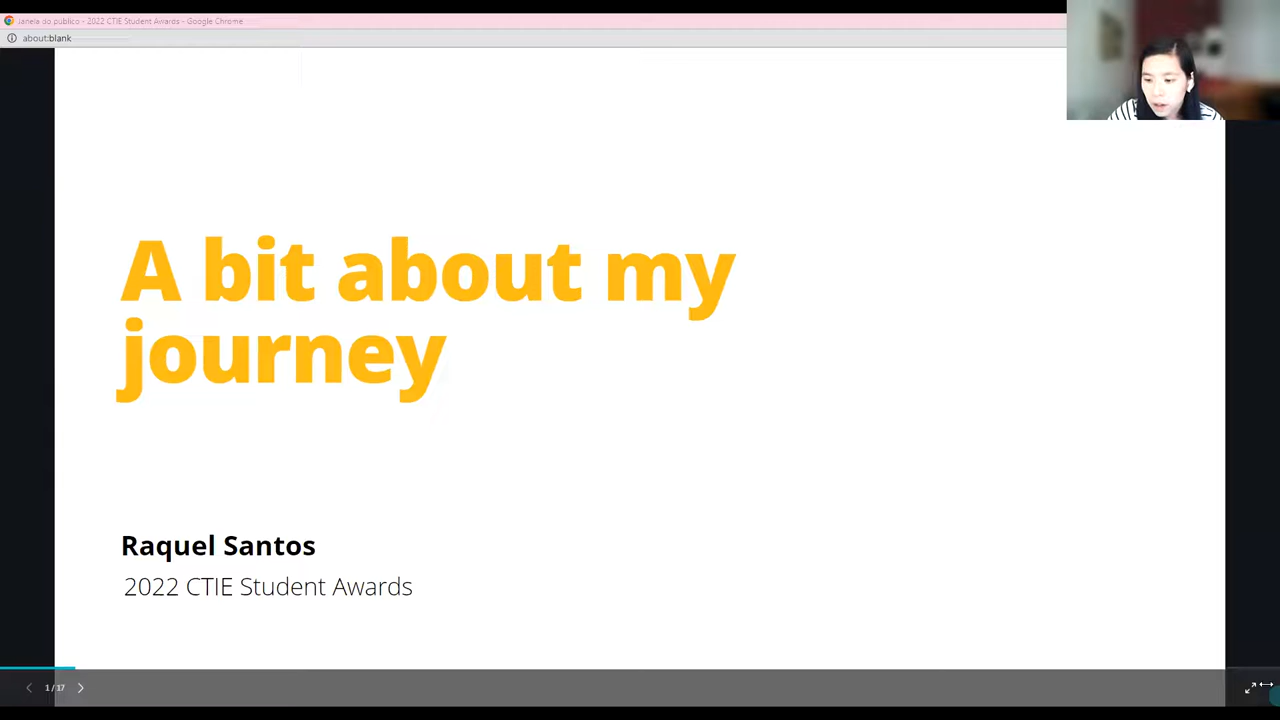 Janela do público - 2022 CTIE Student Awards - Google Chrome
about:blank
A bit about my
journey
Raquel Santos
2022 CTIE Student Awards
1 / 17